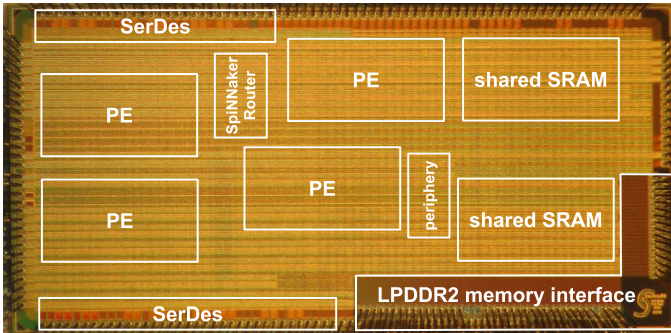 SerDes
PE
SpiNNaker
Router
PE
shared SRAM
PE
PE
periphery
shared SRAM
SerDes
LPDDR2 memory interface